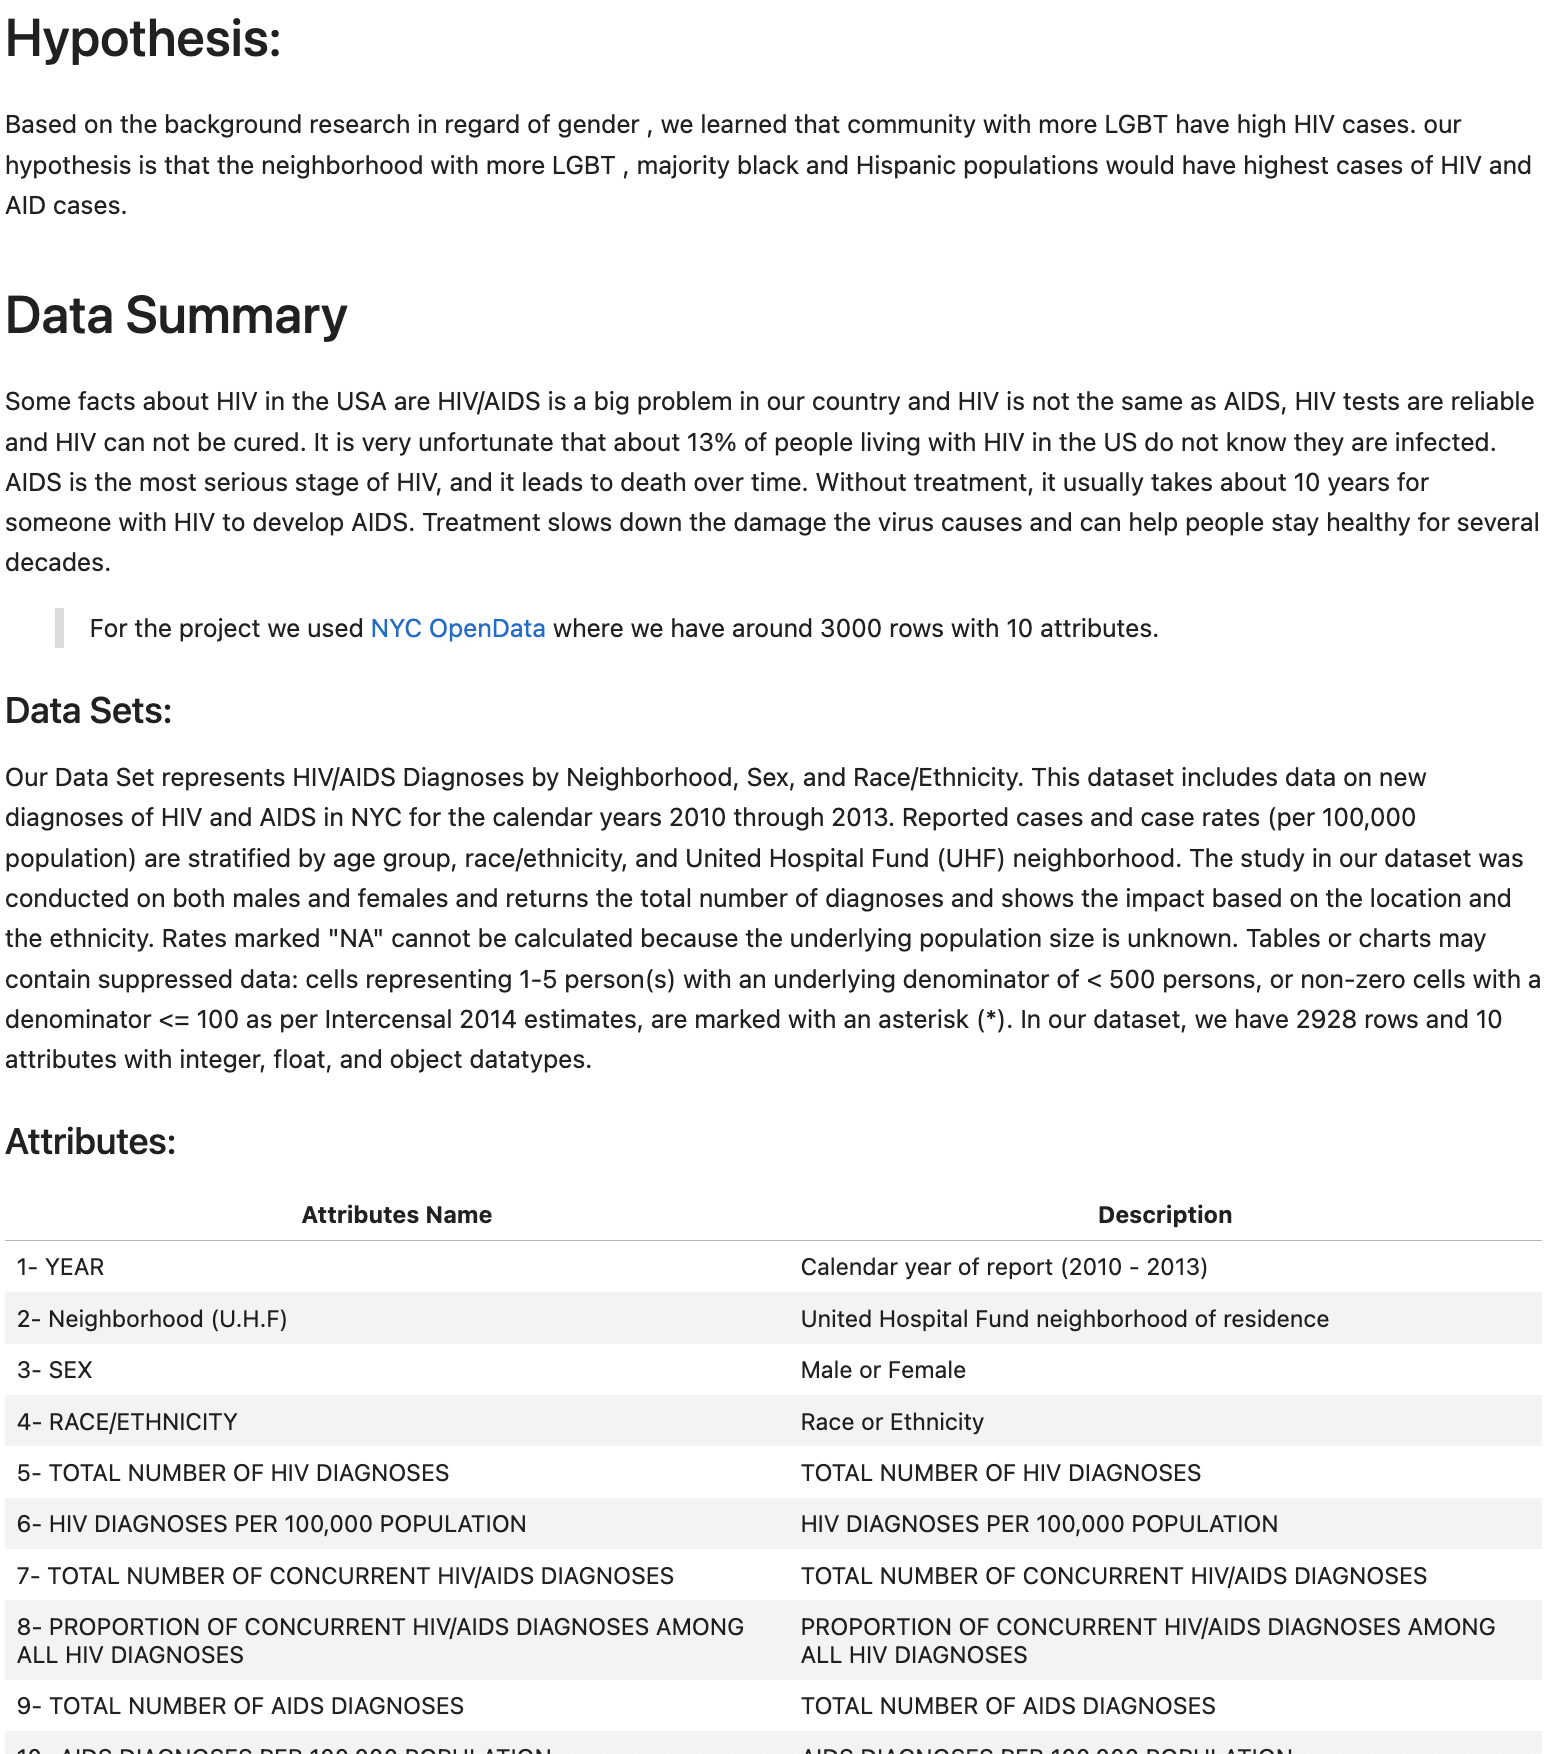 Hypothesis:
Based on the background research in regard of gender , we learned that community with more LGBT have high HIV cases. our
hypothesis is that the neighborhood with more LGBT , majority black and Hispanic populations would have highest cases of HIV and
AID cases.
Data Summary
Some facts about HIV in the USA are HIV/AIDS is a big problem in our country and HIV is not the same as AIDS, HIV tests are reliable
and HIV can not be cured. It is very unfortunate that about 13% of people living with HIV in the US do not know they are infected.
AIDS is the most serious stage of HIV, and it leads to death over time. Without treatment, it usually takes about 10 years for
someone with HIV to develop AIDS. Treatment slows down the damage the virus causes and can help people stay healthy for several
decades.
For the project we used NYC OpenData where we have around 3000 rows with 10 attributes.
Data Sets:
Our Data Set represents HIV/AIDS Diagnoses by Neighborhood, Sex, and Race/Ethnicity. This dataset includes data on new
diagnoses of HIV and AIDS in NYC for the calendar years 2010 through 2013. Reported cases and case rates (per 100,000
population) are stratified by age group, race/ethnicity, and United Hospital Fund (UHF) neighborhood. The study in our dataset was
conducted on both males and females and returns the total number of diagnoses and shows the impact based on the location and
the ethnicity. Rates marked "NA" cannot be calculated because the underlying population size is unknown. Tables or charts may
contain suppressed data: cells representing 1-5 person(s) with an underlying denominator of < 500 persons, or non-zero cells with a
denominator <= 100 as per Intercensal 2014 estimates, are marked with an asterisk (*). In our dataset, we have 2928 rows and 10
attributes with integer, float, and object datatypes.
Attributes:
Attributes Name Description
1- YEAR Calendar year of report (2010 - 2013)
2- Neighborhood (U.H.F) United Hospital Fund neighborhood of residence
3- SEX Male or Female
4- RACE/ETHNICITY Race or Ethnicity
5- TOTAL NUMBER OF HIV DIAGNOSES TOTAL NUMBER OF HIV DIAGNOSES
6- HIV DIAGNOSES PER 100,000 POPULATION HIV DIAGNOSES PER 100,000 POPULATION
7- TOTAL NUMBER OF CONCURRENT HIV/AIDS DIAGNOSES TOTAL NUMBER OF CONCURRENT HIV/AIDS DIAGNOSES
8- PROPORTION OF CONCURRENT HIV/AIDS DIAGNOSES AMONG PROPORTION OF CONCURRENT HIV/AIDS DIAGNOSES AMONG
ALL HIV DIAGNOSES ALL HIV DIAGNOSES
9- TOTAL NUMBER OF AIDS DIAGNOSES TOTAL NUMBER OF AIDS DIAGNOSES
10- AIDS DIAGNOSES PER 100,000 POPULATION AIDS DIAGNOSES PER 100,000 POPULATION